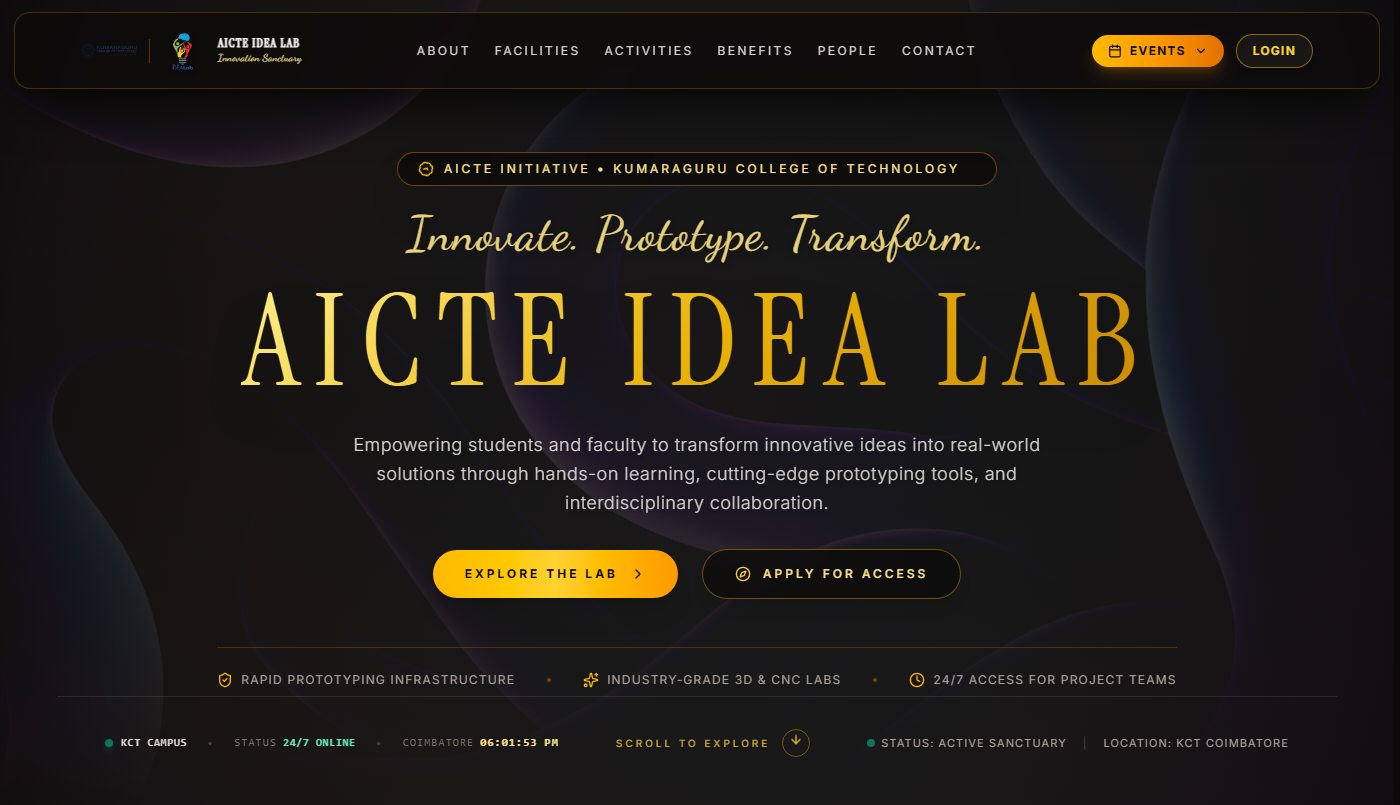 AICTE IDEA LAB
Innovation Sanctuary
ABOUT FACILITIES ACTIVITIES BENEFITS PEOPLE CONTACT
EVENTS
LOGIN
AICTE INITIATIVE • KUMARAGURU COLLEGE OF TECHNOLOGY
Innovate. Prototype. Transform.
AICTE IDEA LAB
Empowering students and faculty to transform innovative ideas into real-world
solutions through hands-on learning, cutting-edge prototyping tools, and
interdisciplinary collaboration.
EXPLORE THE LAB
APPLY FOR ACCESS
RAPID PROTOTYPING INFRASTRUCTURE • INDUSTRY-GRADE 3D & CNC LABS • 24/7 ACCESS FOR PROJECT TEAMS
KCT CAMPUS • STATUS 24/7 ONLINE • COIMBATORE 06:01:53 PM
SCROLL TO EXPLORE
STATUS: ACTIVE SANCTUARY | LOCATION: KCT COIMBATORE